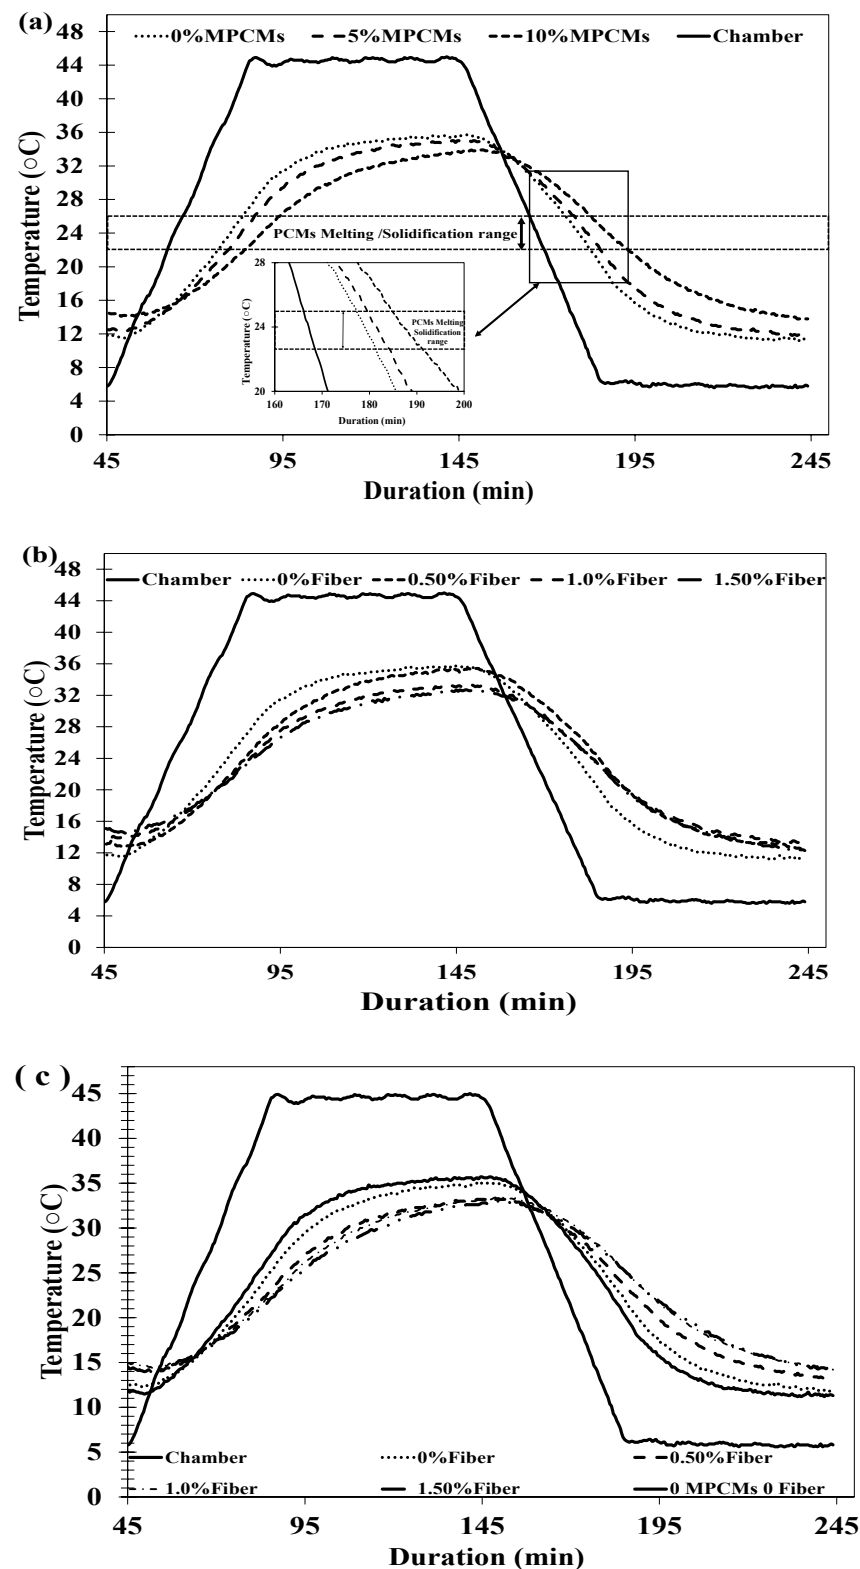 (a)
0%MPCMs 5%MPCMs 10%MPCMs Chamber
48
44
40
36
32
28
24
20
16
12
8
4
0
Temperature (○C)
PCMs Melting /Solidification range
28
24
20
Temperature (○C)
PCMs Melting
Solidification
range
160 170 180 190 200
Duration (min)
45 95 145 195 245
Duration (min)
(b)
Chamber 0%Fiber 0.50%Fiber 1.0%Fiber 1.50%Fiber
48
44
40
36
32
28
24
20
16
12
8
4
0
Temperature (○C)
45 95 145 195 245
Duration (min)
( c )
45
40
35
30
25
20
15
10
5
0
Temperature (○C)
Chamber 0%Fiber 0.50%Fiber
1.0%Fiber 1.50%Fiber 0 MPCMs 0 Fiber
45 95 145 195 245
Duration (min)